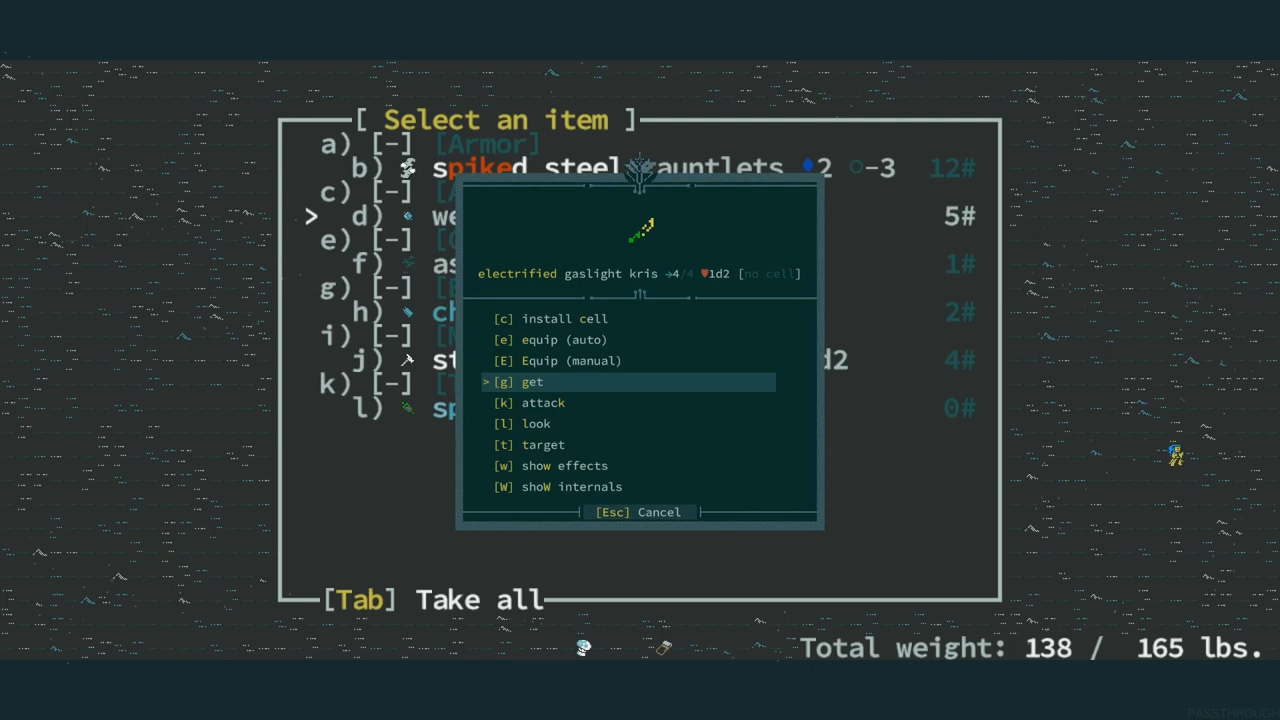 [ Select an item ]
a) [-] [Armor]
b) spiked steel gauntlets ♦2 ○-3 12#
c) [-]
> d) 5#
e) [-]
f) 1#
g) [-]
h) 2#
i) [-]
j) d2 4#
k) [-]
l) 0#
electrified gaslight kris →4/4 ♥1d2 [no cell]
[c] install cell
[e] equip (auto)
[E] Equip (manual)
> [g] get
[k] attack
[l] look
[t] target
[w] show effects
[W] shoW internals
[Esc] Cancel
[Tab] Take all
Total weight: 138 / 165 lbs.